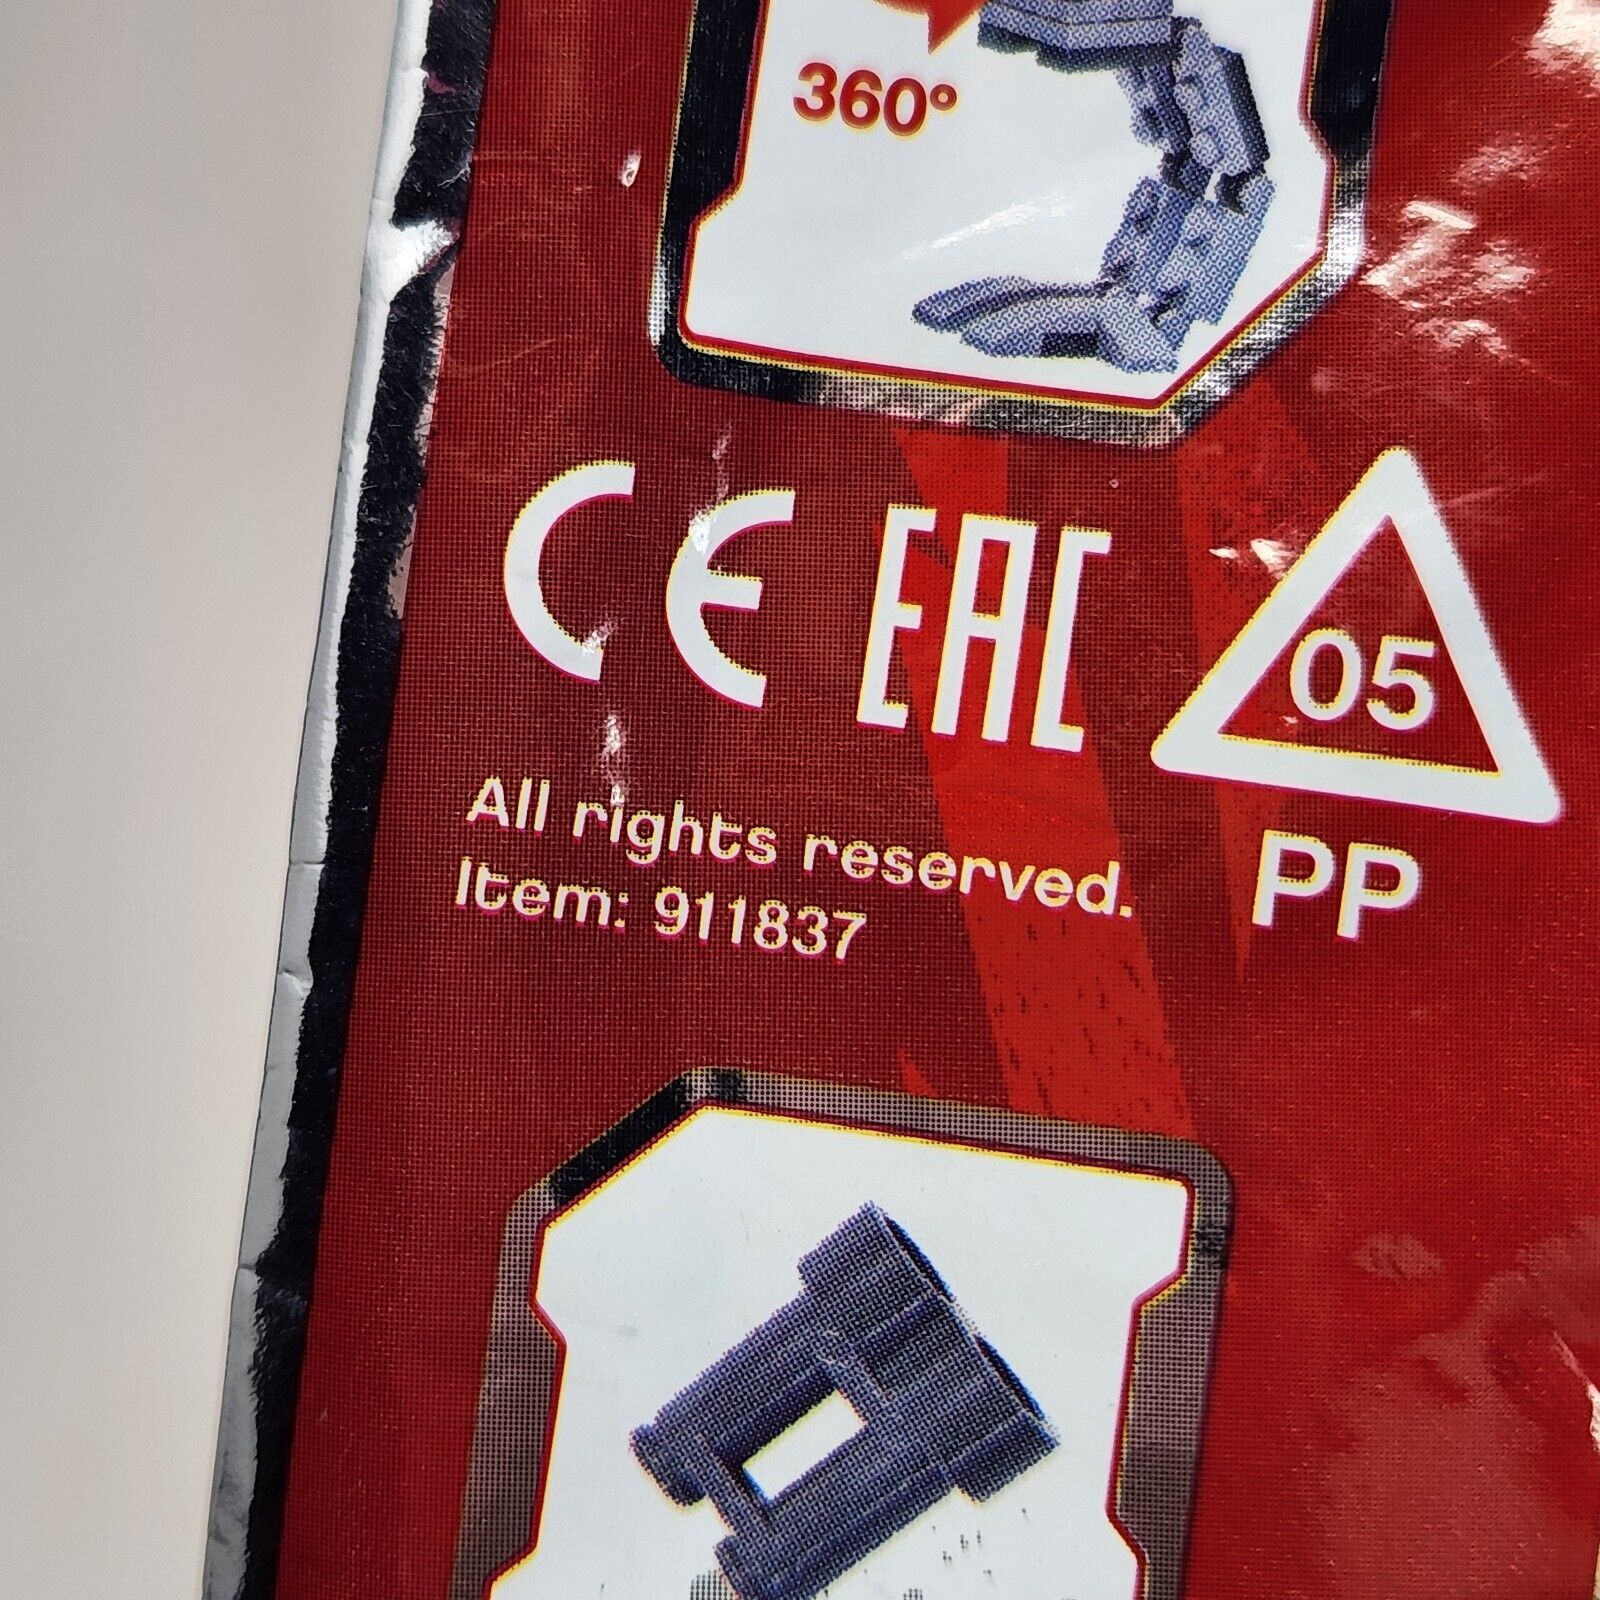 360°
CE EAC 05
PP
All rights reserved.
Item: 911837